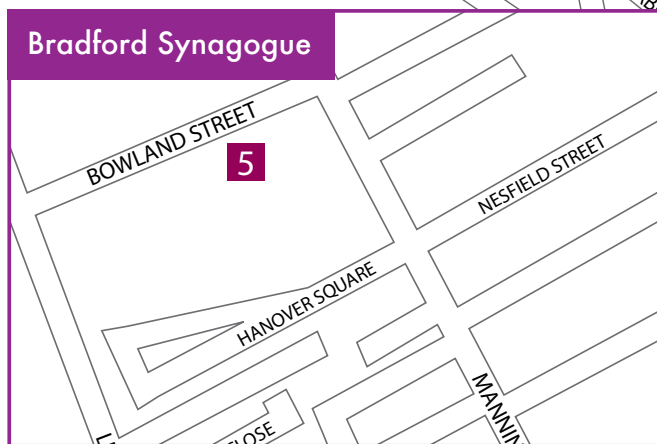 Bradford Synagogue
BOWLAND STREET
5
NESFIELD STREET
HANOVER SQUARE